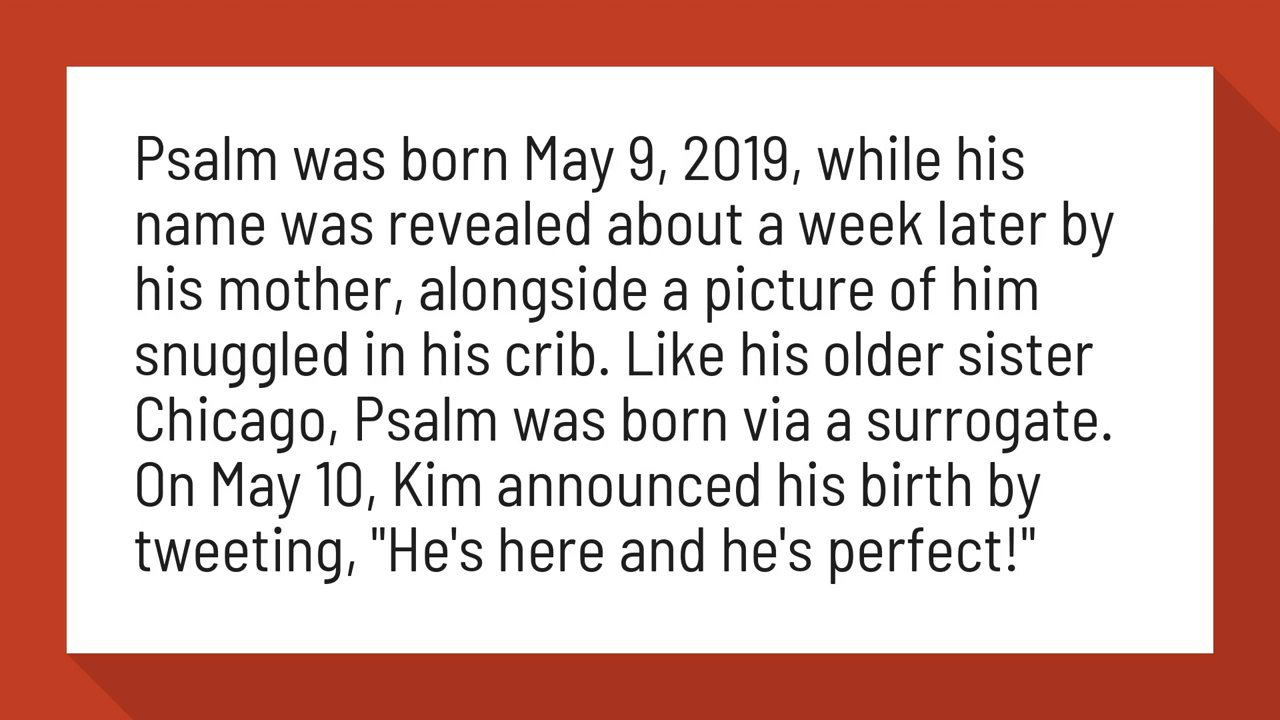 Psalm was born May 9, 2019, while his
name was revealed about a week later by
his mother, alongside a picture of him
snuggled in his crib. Like his older sister
Chicago, Psalm was born via a surrogate.
On May 10, Kim announced his birth by
tweeting, "He's here and he's perfect!"